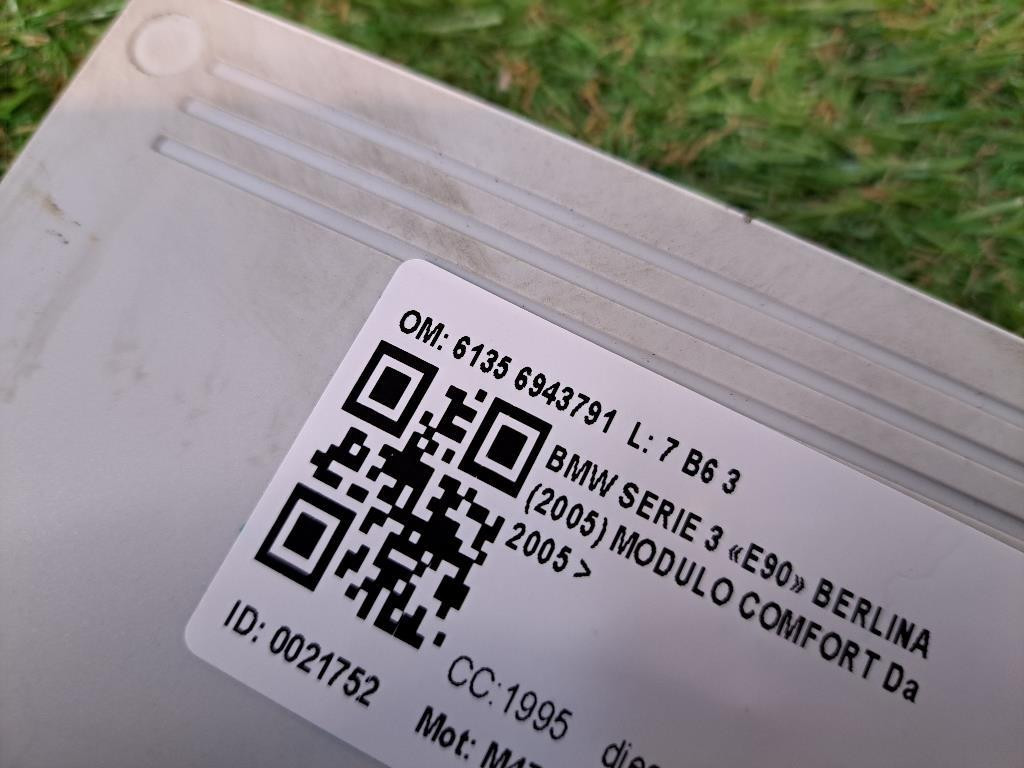 OM: 6135 6943791 L: 7 B6 3
BMW SERIE 3 «E90» BERLINA
(2005) MODULO COMFORT Da
2005 >
ID: 0021752
CC:1995
Mot: